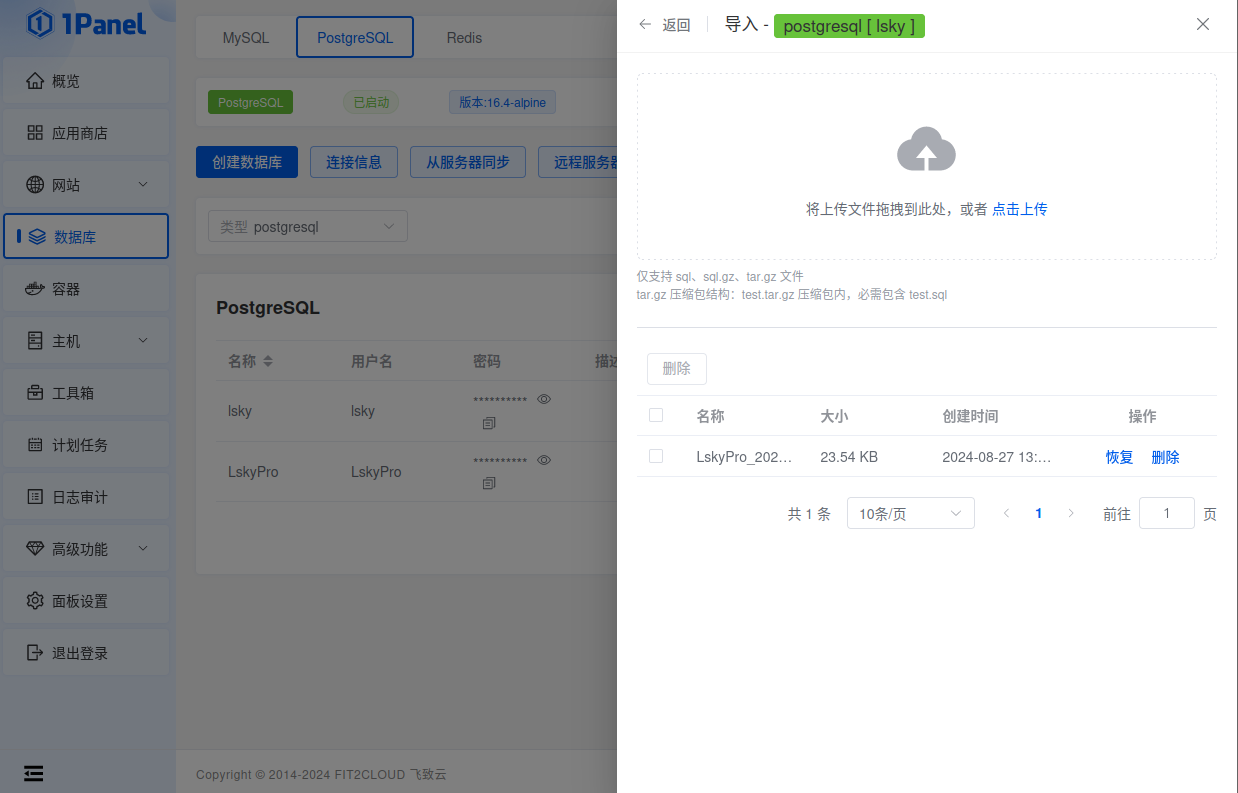 1Panel
概览
应用商店
网站
数据库
容器
主机
工具箱
计划任务
日志审计
高级功能
面板设置
退出登录
MySQL
PostgreSQL
Redis
PostgreSQL
已启动
版本:16.4-alpine
创建数据库
连接信息
从服务器同步
远程服务器
类型 postgresql
PostgreSQL
名称 用户名 密码 描述
lsky lsky **********
LskyPro LskyPro **********
Copyright © 2014-2024 FIT2CLOUD 飞致云
返回
导入 - postgresql [ lsky ]
将上传文件拖拽到此处，或者 点击上传
仅支持 sql、sql.gz、tar.gz 文件
tar.gz 压缩包结构：test.tar.gz 压缩包内，必需包含 test.sql
删除
名称 大小 创建时间 操作
LskyPro_202... 23.54 KB 2024-08-27 13:... 恢复 删除
共 1 条 10条/页 1 前往 1 页